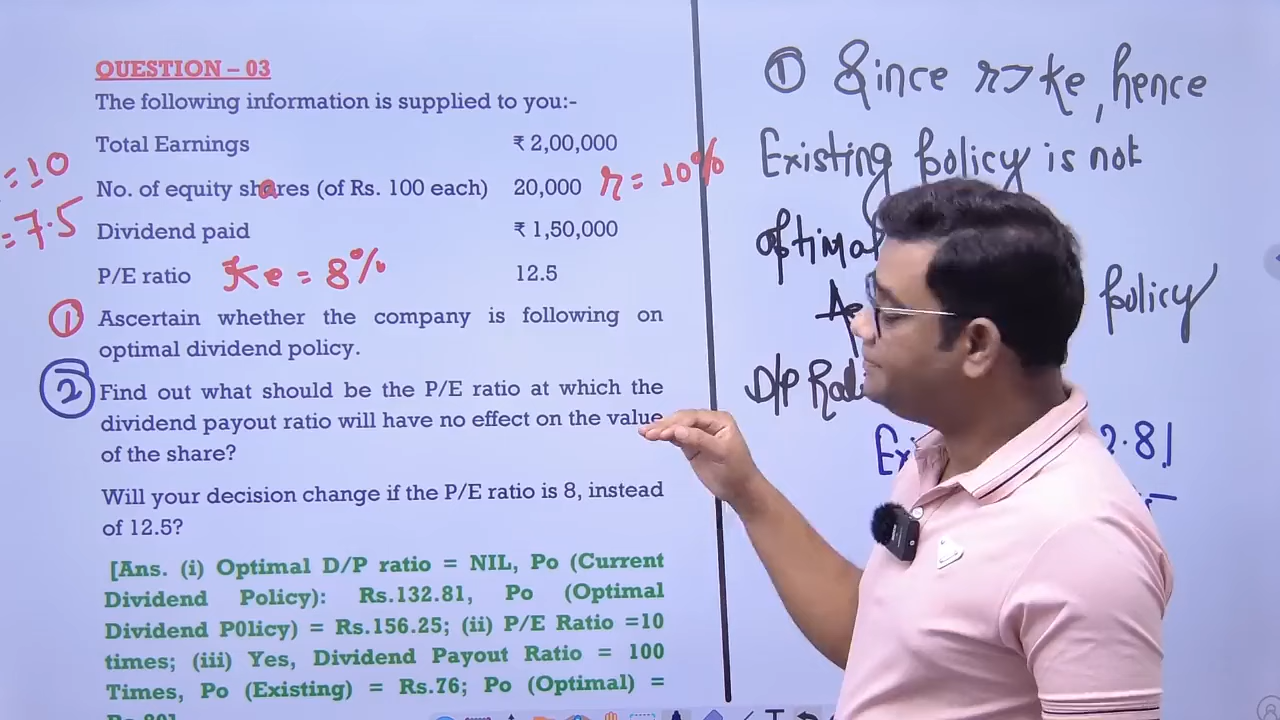 QUESTION – 03
The following information is supplied to you:-
Total Earnings ₹ 2,00,000
= 10
No. of equity shares (of Rs. 100 each) 20,000 r = 10%
= 7.5
Dividend paid ₹ 1,50,000
P/E ratio Ke = 8% 12.5
① Ascertain whether the company is following on
optimal dividend policy.
② Find out what should be the P/E ratio at which the
dividend payout ratio will have no effect on the value
of the share?
Will your decision change if the P/E ratio is 8, instead
of 12.5?
[Ans. (i) Optimal D/P ratio = NIL, Po (Current
Dividend Policy): Rs.132.81, Po (Optimal
Dividend P0licy) = Rs.156.25; (ii) P/E Ratio =10
times; (iii) Yes, Dividend Payout Ratio = 100
Times, Po (Existing) = Rs.76; Po (Optimal) =
① Since r > Ke, hence
Existing policy is not
optimal
policy
D/P